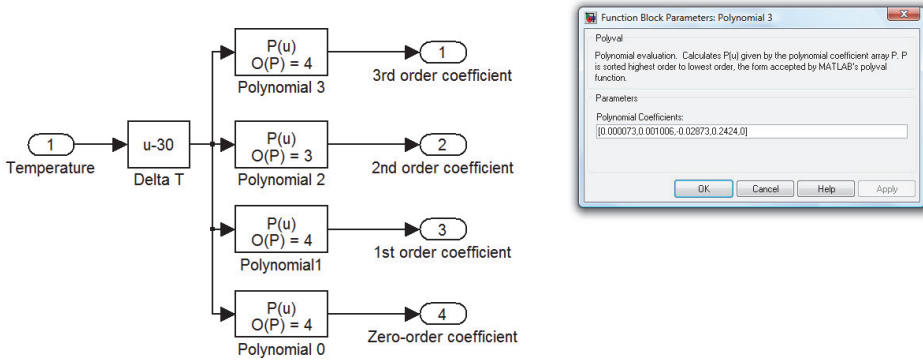 P(u)
O(P) = 4
Polynomial 3
1
3rd order coefficient
1
Temperature
u-30
Delta T
P(u)
O(P) = 3
Polynomial 2
2
2nd order coefficient
P(u)
O(P) = 4
Polynomial1
3
1st order coefficient
P(u)
O(P) = 4
Polynomial 0
4
Zero-order coefficient
Function Block Parameters: Polynomial 3
Polyval
Polynomial evaluation. Calculates P(u) given by the polynomial coefficient array P. P
is sorted highest order to lowest order, the form accepted by MATLAB's polyval
function.
Parameters
Polynomial Coefficients:
[0.000073,0.001006,-0.02873,0.2424,0]
OK
Cancel
Help
Apply